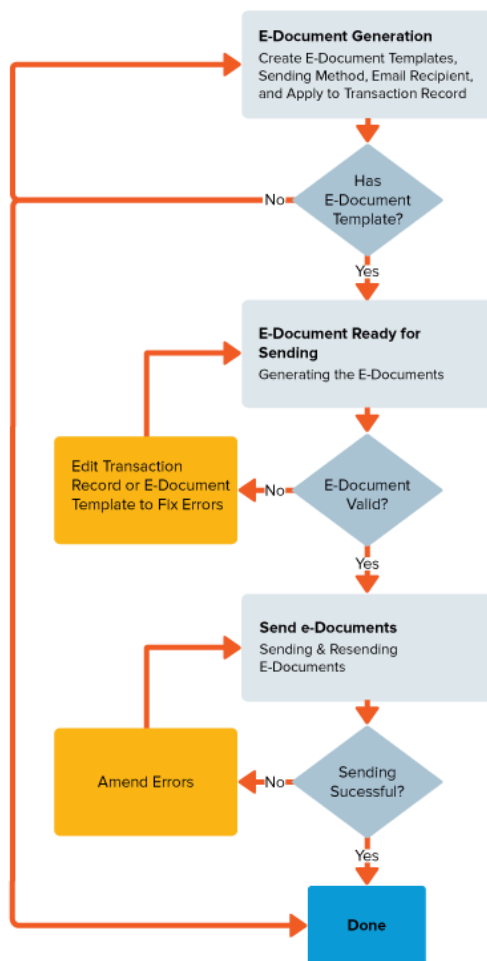 E-Document Generation
Create E-Document Templates,
Sending Method, Email Recipient,
and Apply to Transaction Record
Has
E-Document
Template?
No
Yes
E-Document Ready for
Sending
Generating the E-Documents
Edit Transaction
Record or E-Document
Template to Fix Errors
No
E-Document
Valid?
Yes
Send e-Documents
Sending & Resending
E-Documents
Amend Errors
No
Sending
Sucessful?
Yes
Done